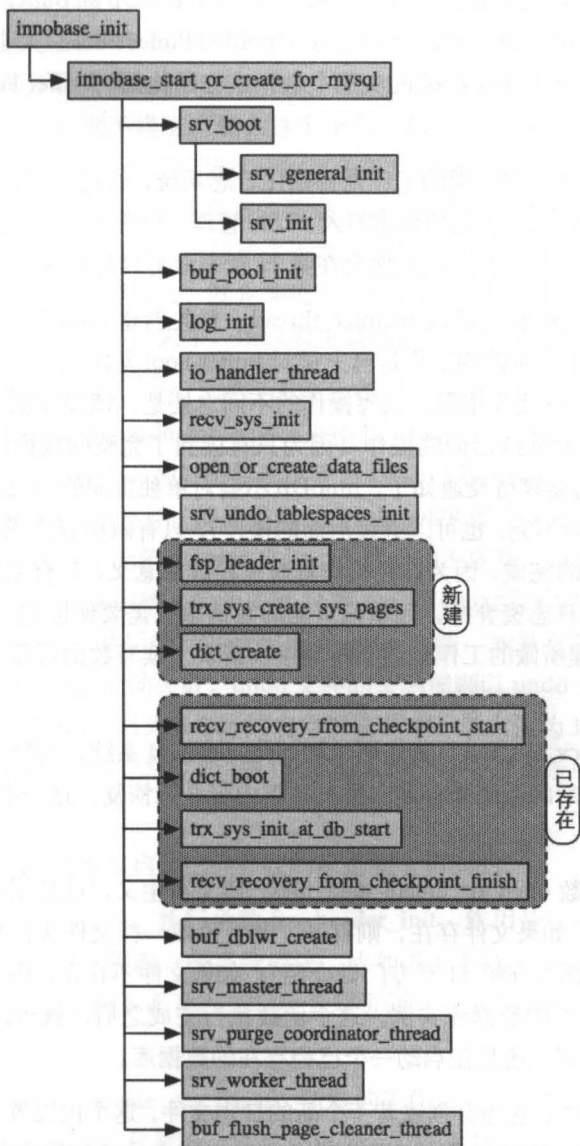 innobase_init
innobase_start_or_create_for_mysql
srv_boot
srv_general_init
srv_init
buf_pool_init
log_init
io_handler_thread
recv_sys_init
open_or_create_data_files
srv_undo_tablespaces_init
fsp_header_init
trx_sys_create_sys_pages
dict_create
新建
recv_recovery_from_checkpoint_start
dict_boot
trx_sys_init_at_db_start
recv_recovery_from_checkpoint_finish
已存在
buf_dblwr_create
srv_master_thread
srv_purge_coordinator_thread
srv_worker_thread
buf_flush_page_cleaner_thread